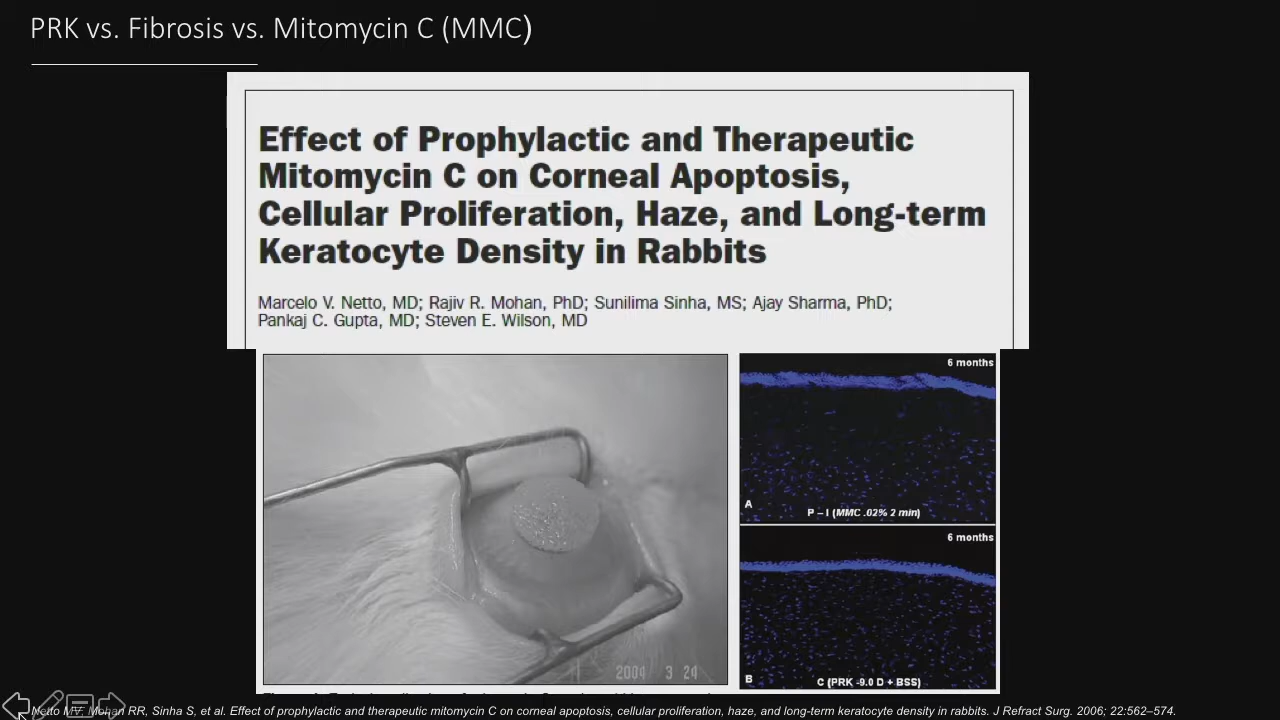 PRK vs. Fibrosis vs. Mitomycin C (MMC)
Effect of Prophylactic and Therapeutic
Mitomycin C on Corneal Apoptosis,
Cellular Proliferation, Haze, and Long-term
Keratocyte Density in Rabbits
Marcelo V. Netto, MD; Rajiv R. Mohan, PhD; Sunilima Sinha, MS; Ajay Sharma, PhD;
Pankaj C. Gupta, MD; Steven E. Wilson, MD
2004 3 24
6 months
A
P – I (MMC .02% 2 min)
6 months
B
C (PRK -9.0 D + BSS)
Netto MV, Mohan RR, Sinha S, et al. Effect of prophylactic and therapeutic mitomycin C on corneal apoptosis, cellular proliferation, haze, and long-term keratocyte density in rabbits. J Refract Surg. 2006; 22:562–574.